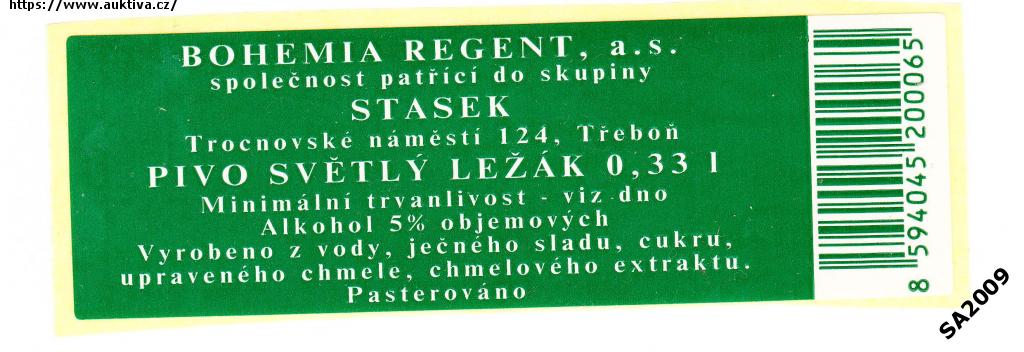 https://www.auktiva.cz/
BOHEMIA REGENT, a.s.
společnost patřící do skupiny
STASEK
Trocnovské náměstí 124, Třeboň
PIVO SVĚTLÝ LEŽÁK 0,33 l
Minimální trvanlivost - viz dno
Alkohol 5% objemových
Vyrobeno z vody, ječného sladu, cukru,
upraveného chmele, chmelového extraktu.
Pasterováno
8 594045 200065
SA2009